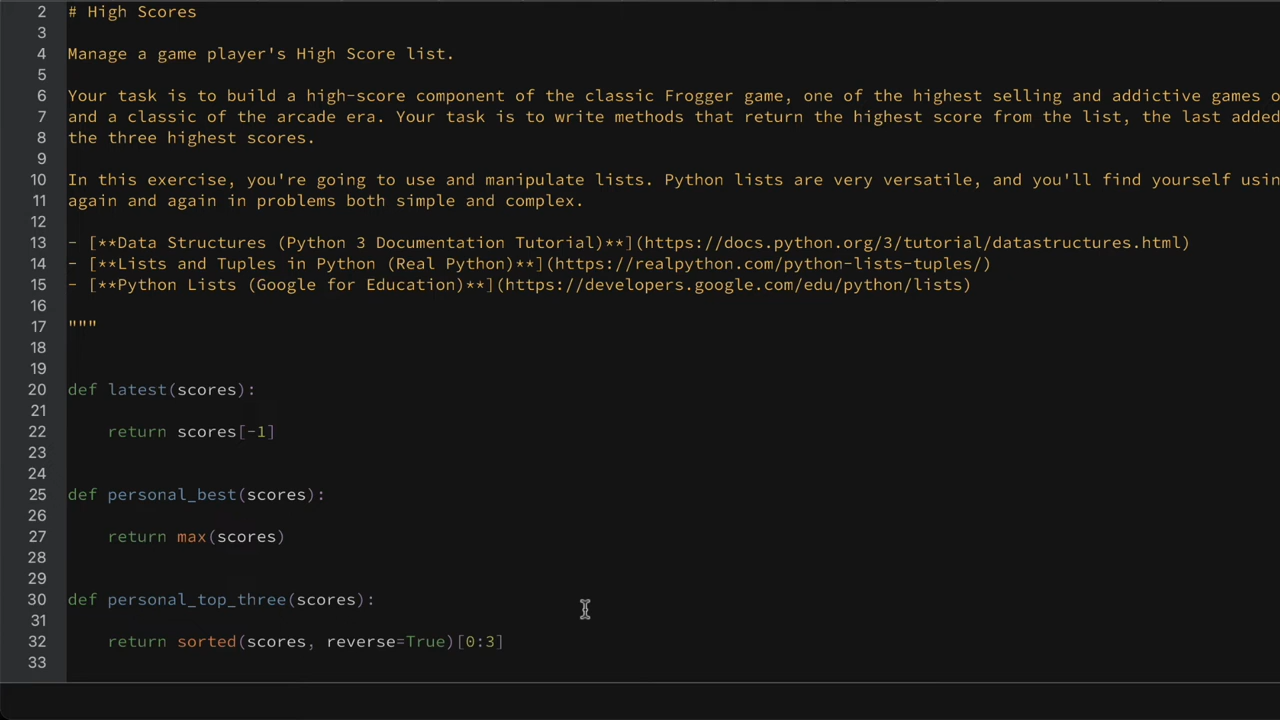 2 # High Scores
3
4 Manage a game player's High Score list.
5
6 Your task is to build a high-score component of the classic Frogger game, one of the highest selling and addictive games
7 and a classic of the arcade era. Your task is to write methods that return the highest score from the list, the last added
8 the three highest scores.
9
10 In this exercise, you're going to use and manipulate lists. Python lists are very versatile, and you'll find yourself usin
11 again and again in problems both simple and complex.
12
13 - [**Data Structures (Python 3 Documentation Tutorial)**](https://docs.python.org/3/tutorial/datastructures.html)
14 - [**Lists and Tuples in Python (Real Python)**](https://realpython.com/python-lists-tuples/)
15 - [**Python Lists (Google for Education)**](https://developers.google.com/edu/python/lists)
16
17 """
18
19
20 def latest(scores):
21
22     return scores[-1]
23
24
25 def personal_best(scores):
26
27     return max(scores)
28
29
30 def personal_top_three(scores):
31
32     return sorted(scores, reverse=True)[0:3]
33